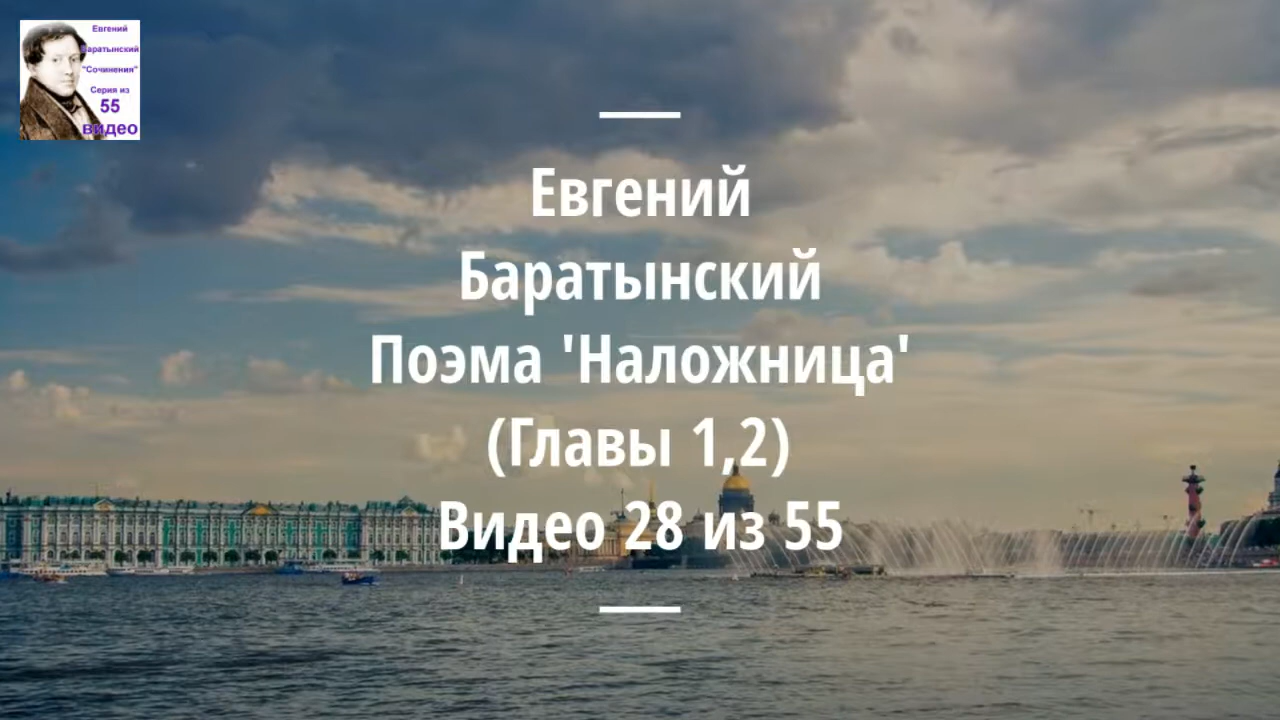 Евгений
Баратынский
"Сочинения"
Серия из
55
видео
Евгений
Баратынский
Поэма 'Наложница'
(Главы 1,2)
Видео 28 из 55